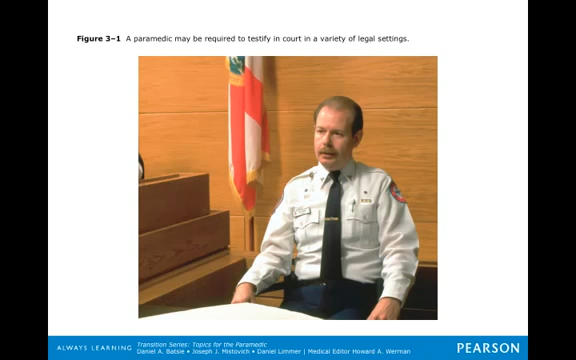 Figure 3–1 A paramedic may be required to testify in court in a variety of legal settings.
ALWAYS LEARNING
Transition Series: Topics for the Paramedic
Daniel A. Batsie • Joseph J. Mistovich • Daniel Limmer | Medical Editor Howard A. Werman
PEARSON